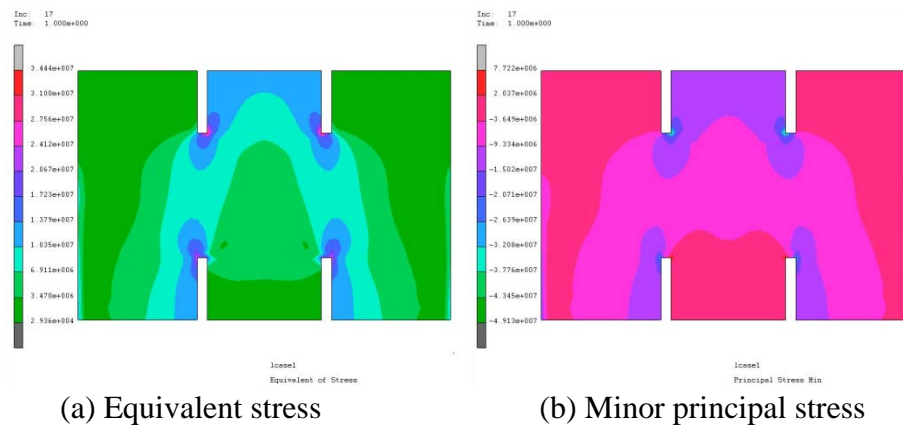 Inc: 17
Time: 1.000e+000
3.444e+007
3.100e+007
2.756e+007
2.412e+007
2.067e+007
1.723e+007
1.379e+007
1.035e+007
6.911e+006
3.470e+006
2.936e+004
lcase1
Equivalent of Stress
(a) Equivalent stress
Inc: 17
Time: 1.000e+000
7.722e+006
2.037e+006
-3.649e+006
-9.334e+006
-1.502e+007
-2.071e+007
-2.639e+007
-3.208e+007
-3.776e+007
-4.345e+007
-4.913e+007
lcase1
Principal Stress Min
(b) Minor principal stress